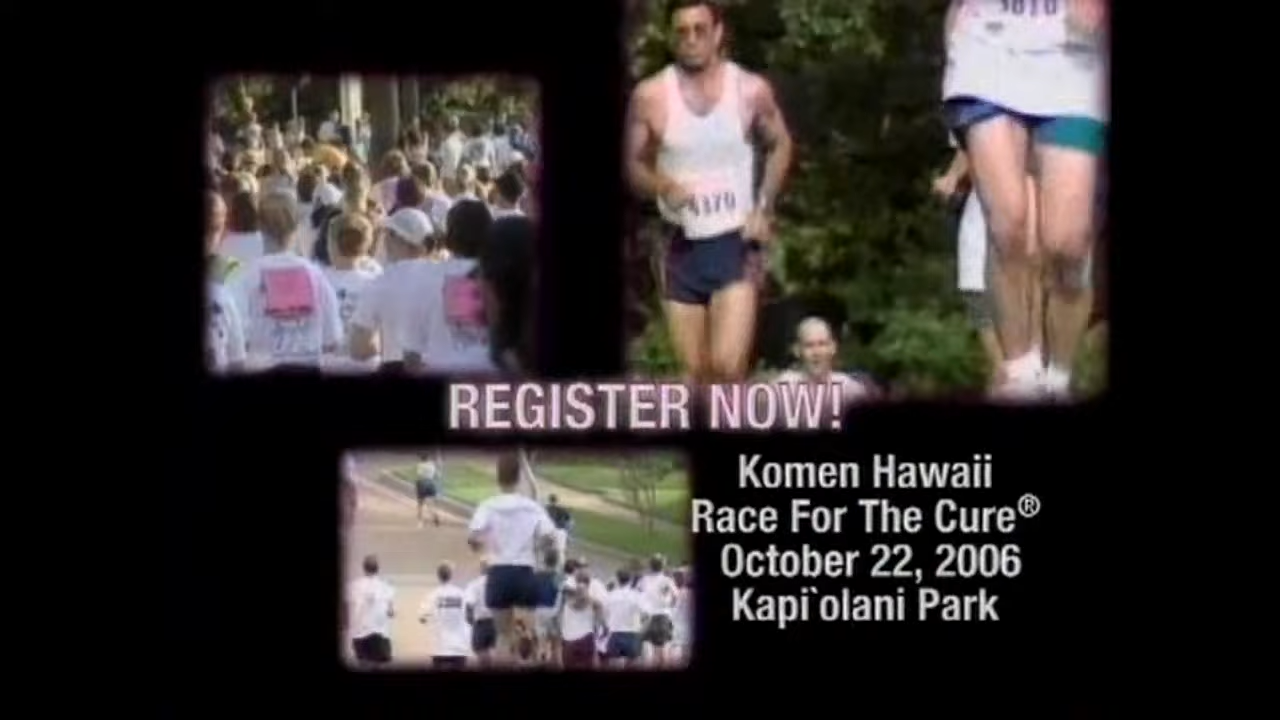 REGISTER NOW!
Komen Hawaii
Race For The Cure®
October 22, 2006
Kapi`olani Park